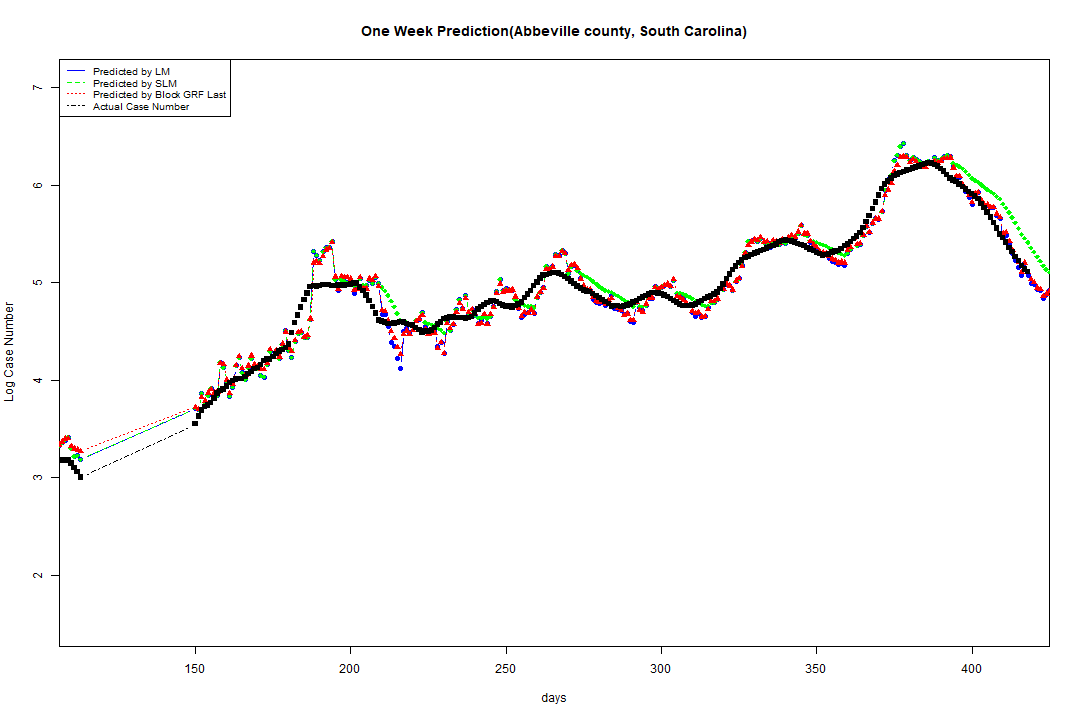 One Week Prediction(Abbeville county, South Carolina)
Predicted by LM
Predicted by SLM
Predicted by Block GRF Last
Actual Case Number
7
6
5
4
3
2
Log Case Number
150 200 250 300 350 400
days